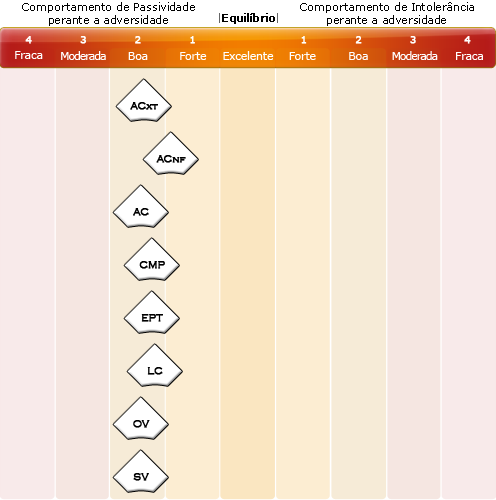 Comportamento de Passividade
perante a adversidade
|Equilíbrio|
Comportamento de Intolerância
perante a adversidade
4 3 2 1 1 2 3 4
Fraca Moderada Boa Forte Excelente Forte Boa Moderada Fraca
ACXT
ACNF
AC
CMP
EPT
LC
OV
SV